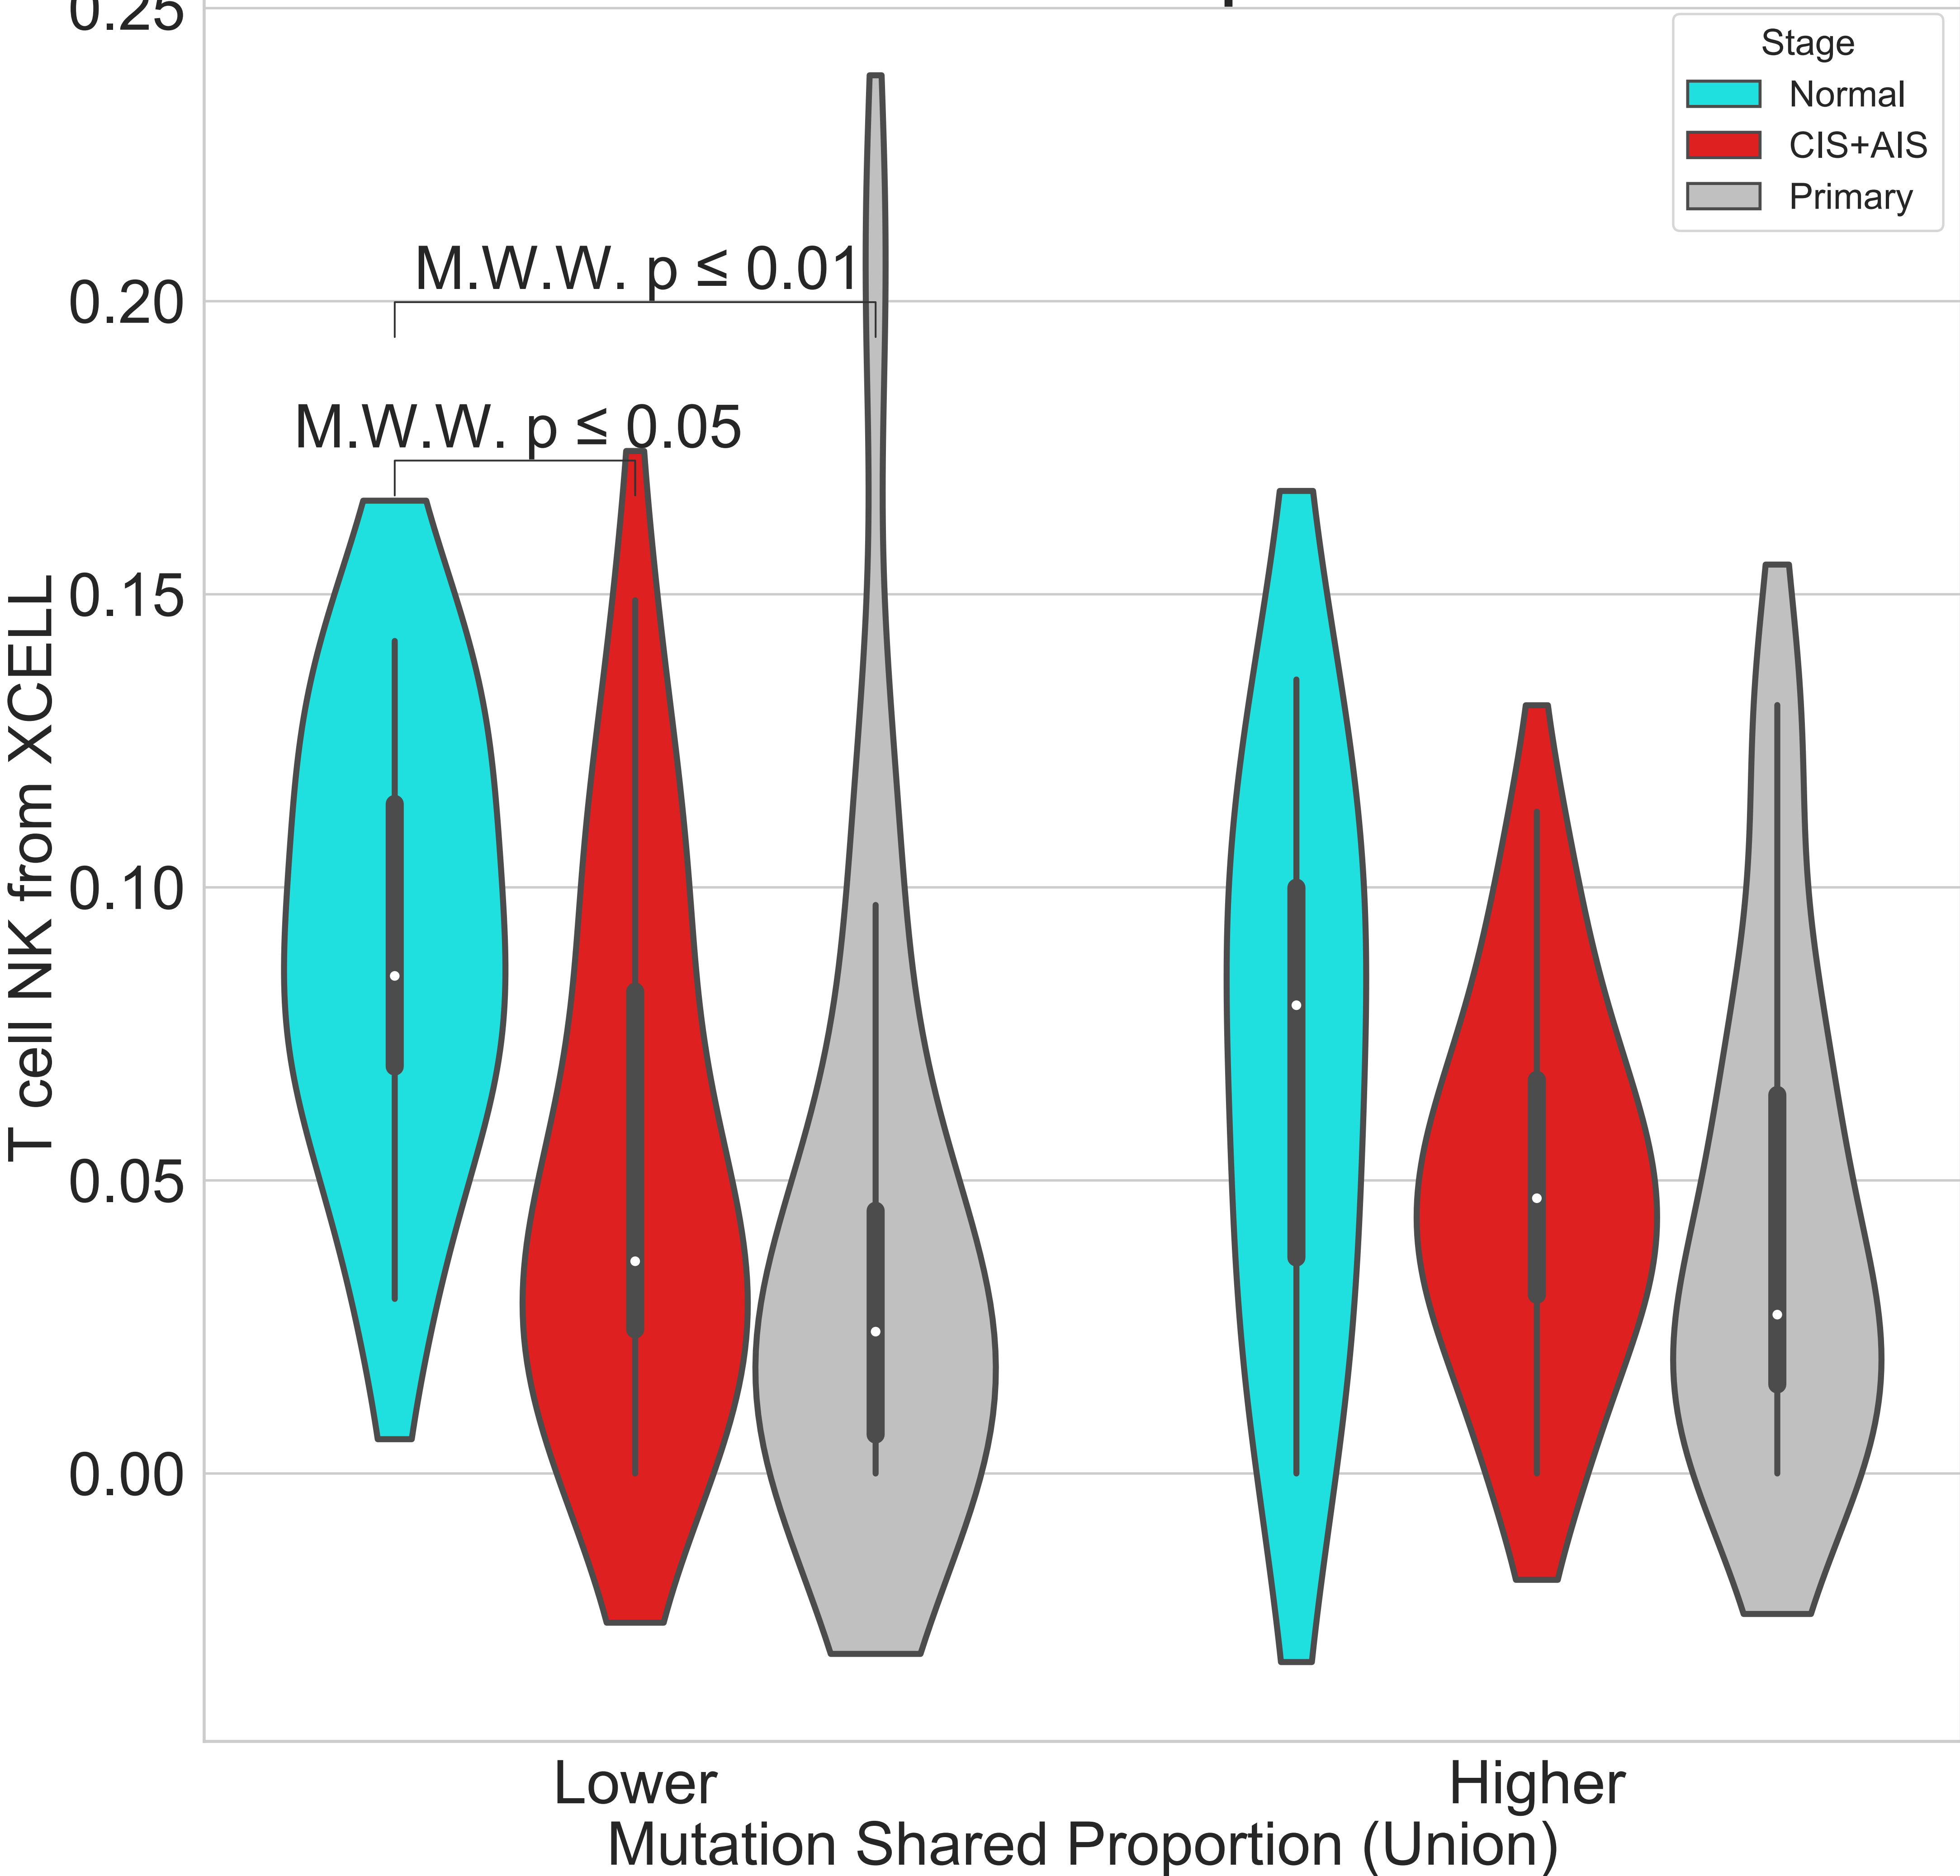 0.25
Stage
Normal
CIS+AIS
Primary
M.W.W. p ≤ 0.01
0.20
M.W.W. p ≤ 0.05
0.15
0.10
0.05
0.00
T cell NK from XCELL
Lower
Higher
Mutation Shared Proportion (Union)